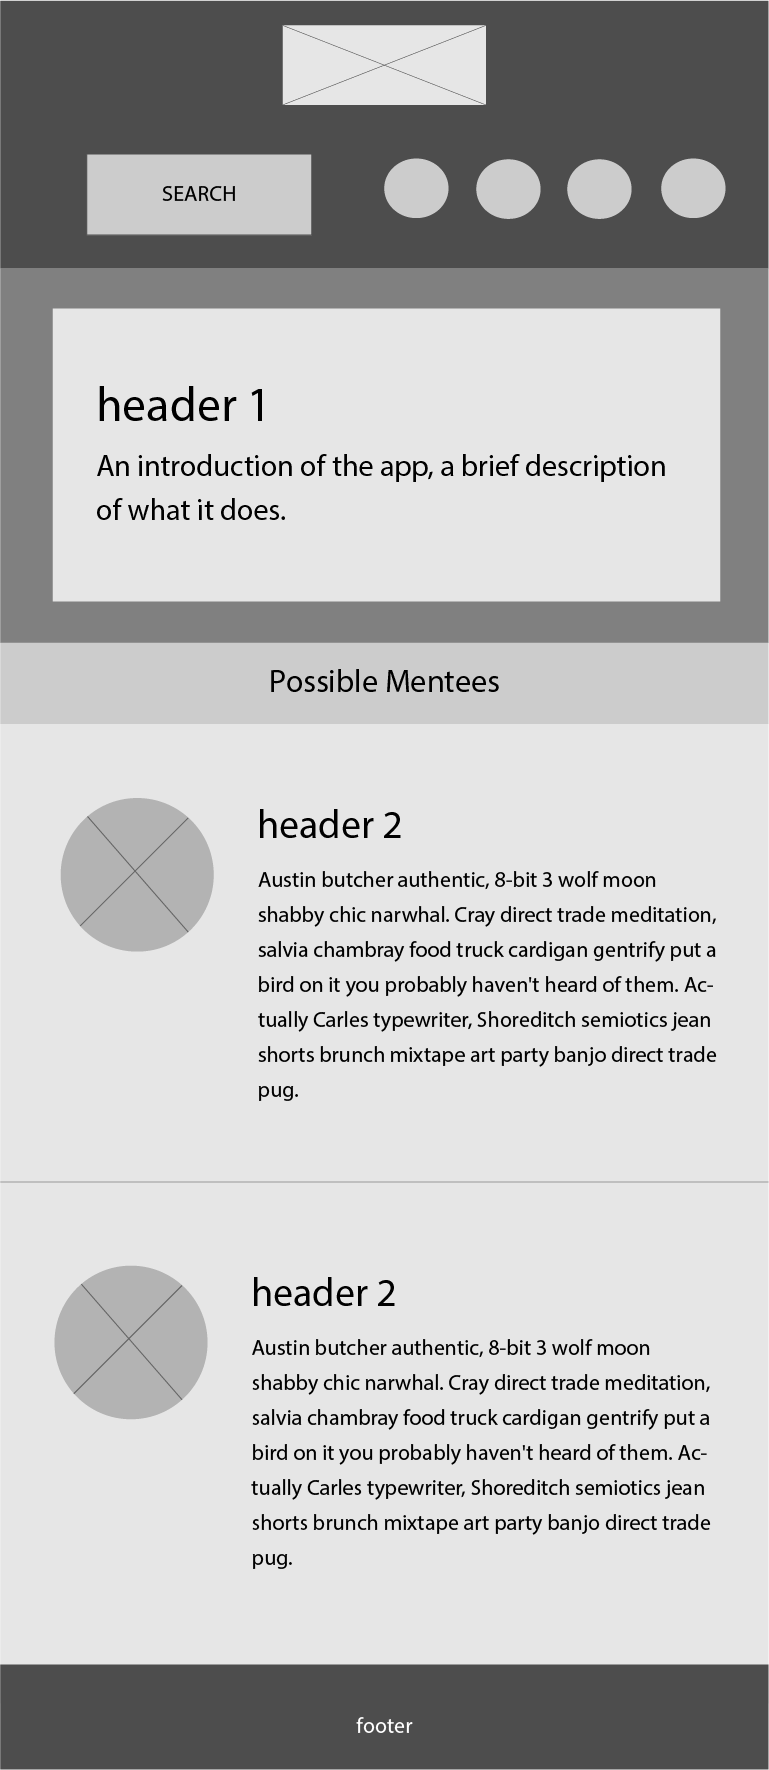 SEARCH
header 1
An introduction of the app, a brief description
of what it does.
Possible Mentees
header 2
Austin butcher authentic, 8-bit 3 wolf moon
shabby chic narwhal. Cray direct trade meditation,
salvia chambray food truck cardigan gentrify put a
bird on it you probably haven't heard of them. Ac-
tually Carles typewriter, Shoreditch semiotics jean
shorts brunch mixtape art party banjo direct trade
pug.
header 2
Austin butcher authentic, 8-bit 3 wolf moon
shabby chic narwhal. Cray direct trade meditation,
salvia chambray food truck cardigan gentrify put a
bird on it you probably haven't heard of them. Ac-
tually Carles typewriter, Shoreditch semiotics jean
shorts brunch mixtape art party banjo direct trade
pug.
footer